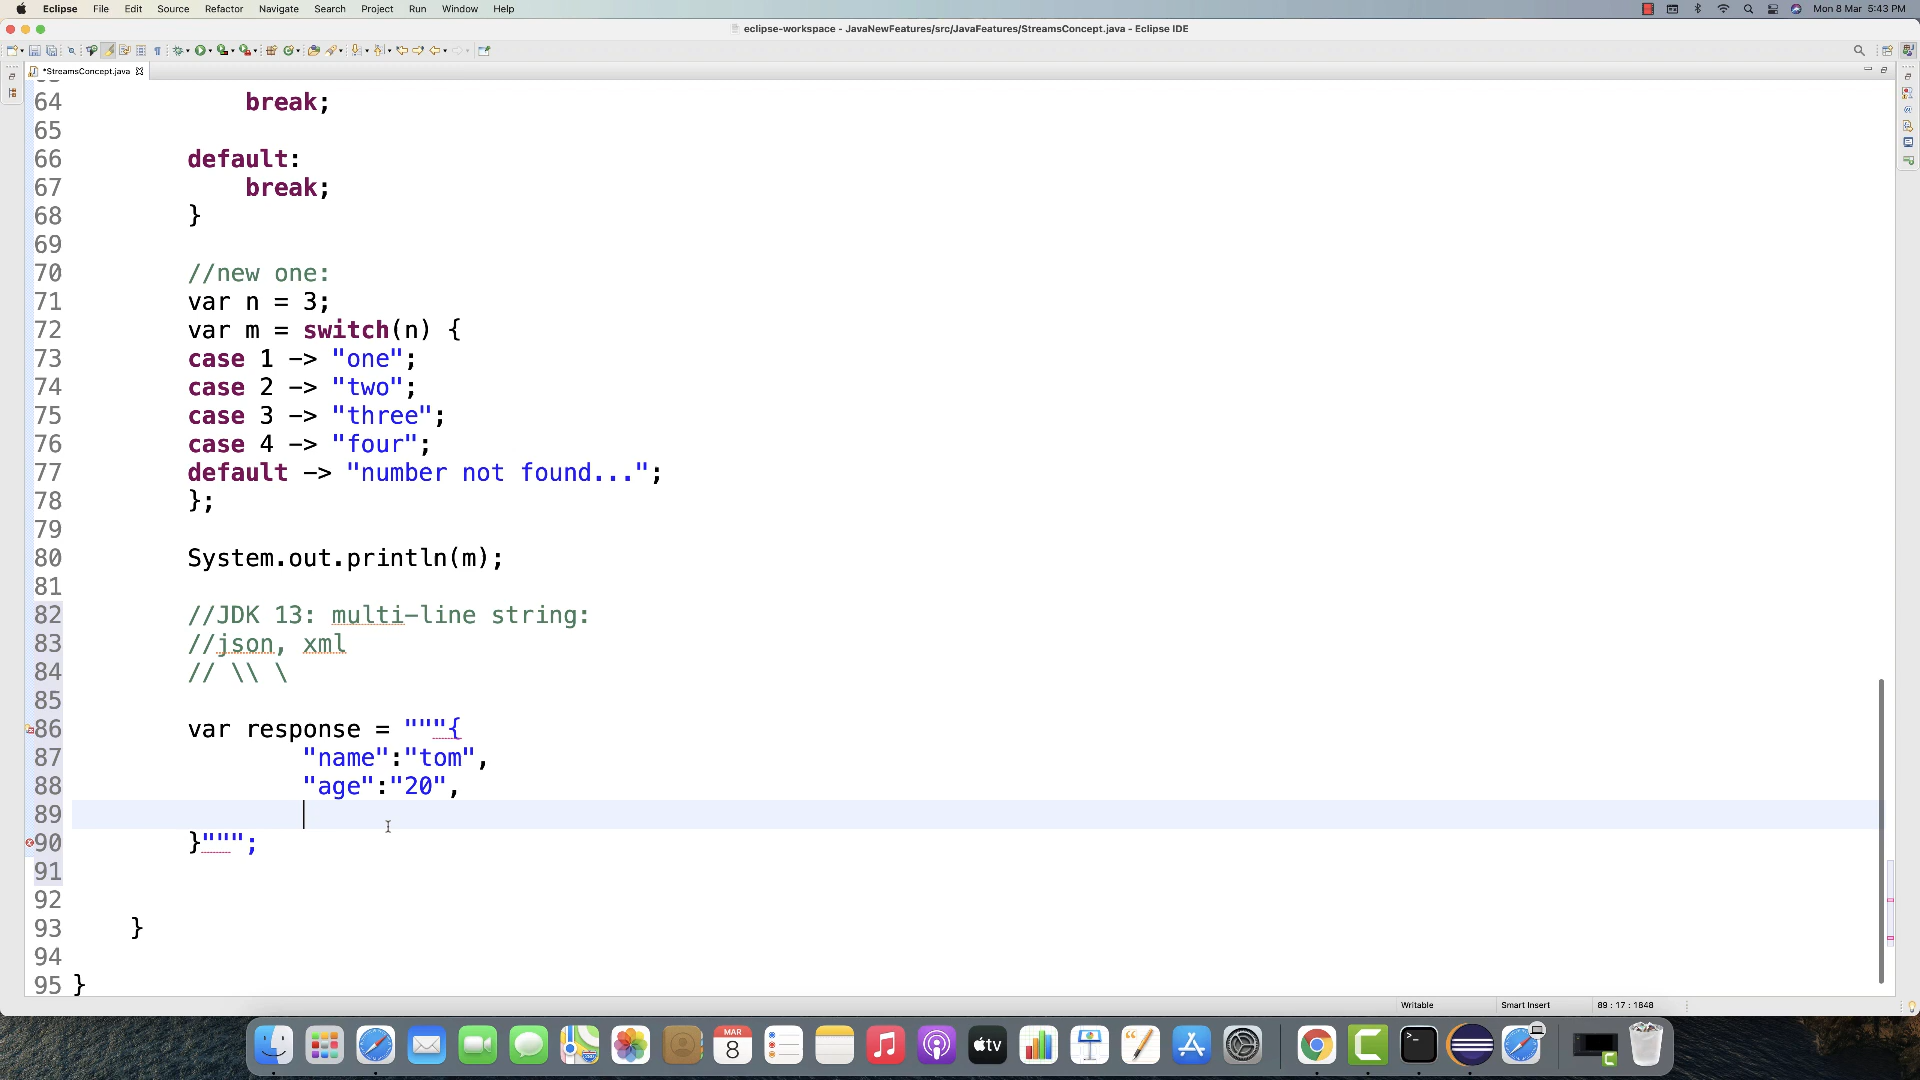 Eclipse File Edit Source Refactor Navigate Search Project Run Window Help Mon 8 Mar 5:43 PM
eclipse-workspace - JavaNewFeatures/src/JavaFeatures/StreamsConcept.java - Eclipse IDE
*StreamsConcept.java
64 break;
65
66 default:
67 break;
68 }
69
70 //new one:
71 var n = 3;
72 var m = switch(n) {
73 case 1 -> "one";
74 case 2 -> "two";
75 case 3 -> "three";
76 case 4 -> "four";
77 default -> "number not found...";
78 };
79
80 System.out.println(m);
81
82 //JDK 13: multi-line string:
83 //json, xml
84 // \\ \
85
86 var response = """{
87 "name":"tom",
88 "age":"20",
89
90 }""";
91
92
93 }
94
95 }
Writable Smart Insert 89 : 17 : 1848
MAR
8
tv